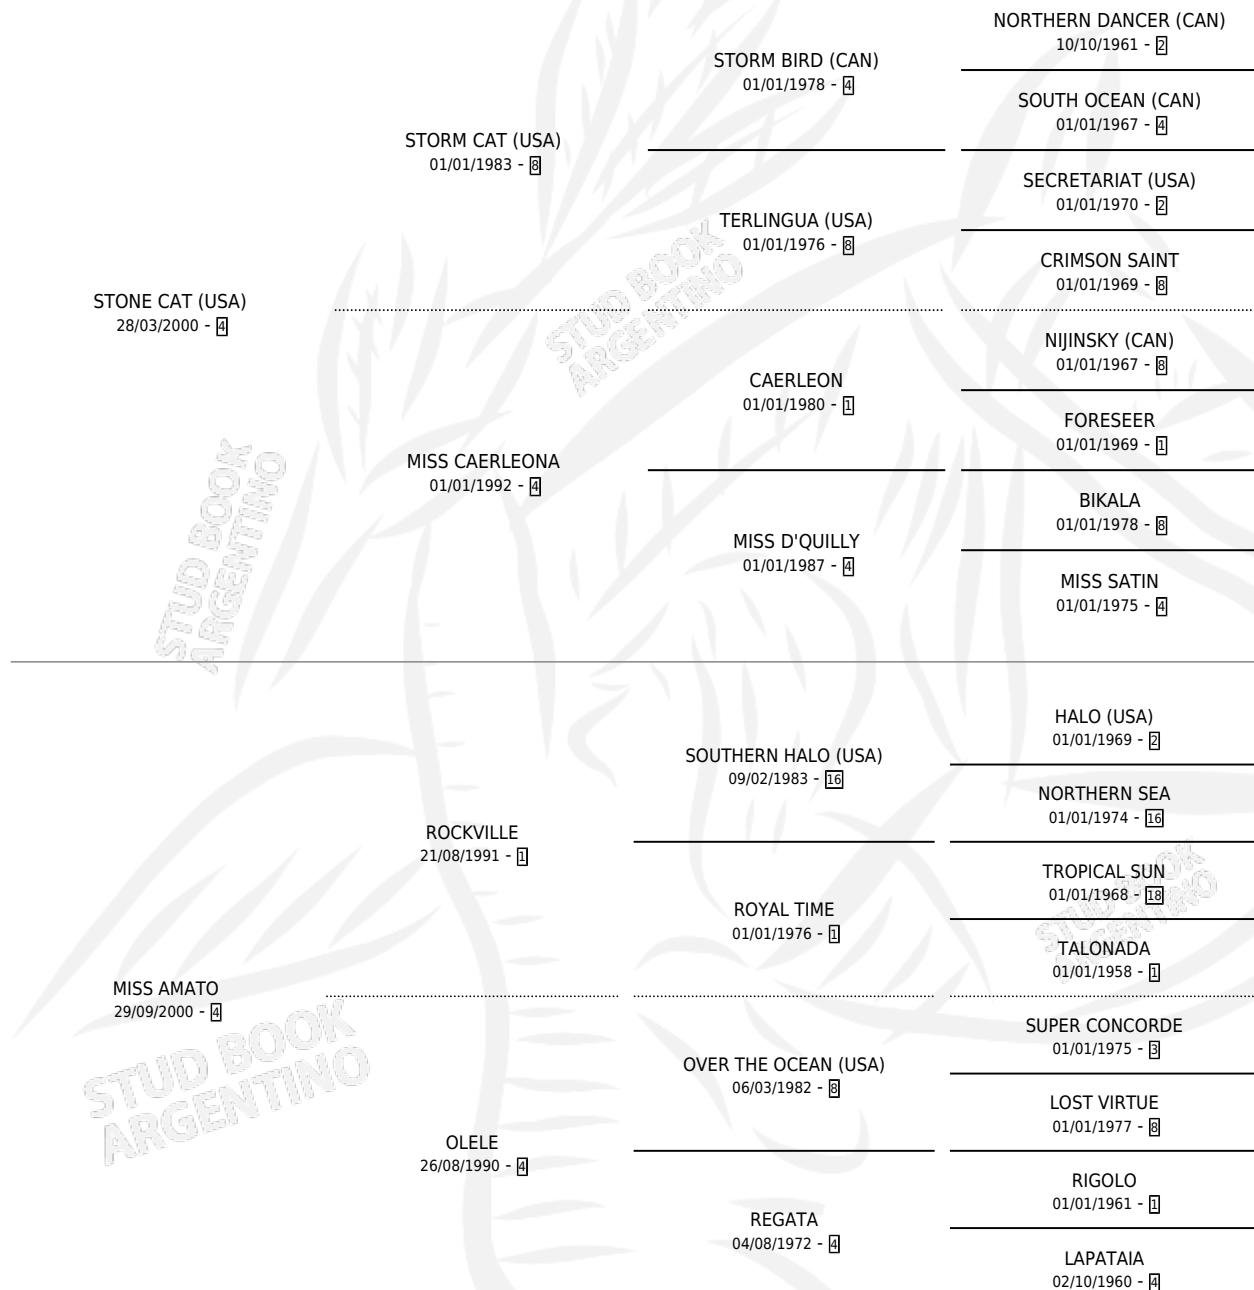 NORTHERN DANCER (CAN)
10/10/1961 - 2
STORM BIRD (CAN)
01/01/1978 - 4
SOUTH OCEAN (CAN)
01/01/1967 - 4
STORM CAT (USA)
01/01/1983 - 8
SECRETARIAT (USA)
01/01/1970 - 2
TERLINGUA (USA)
01/01/1976 - 8
CRIMSON SAINT
01/01/1969 - 8
STONE CAT (USA)
28/03/2000 - 4
NIJINSKY (CAN)
01/01/1967 - 8
CAERLEON
01/01/1980 - 1
FORESEER
01/01/1969 - 1
MISS CAERLEONA
01/01/1992 - 4
BIKALA
01/01/1978 - 8
MISS D'QUILLY
01/01/1987 - 4
MISS SATIN
01/01/1975 - 4
HALO (USA)
01/01/1969 - 2
SOUTHERN HALO (USA)
09/02/1983 - 16
NORTHERN SEA
01/01/1974 - 16
ROCKVILLE
21/08/1991 - 1
TROPICAL SUN
01/01/1968 - 18
ROYAL TIME
01/01/1976 - 1
TALONADA
01/01/1958 - 1
MISS AMATO
29/09/2000 - 4
SUPER CONCORDE
01/01/1975 - 3
OVER THE OCEAN (USA)
06/03/1982 - 8
LOST VIRTUE
01/01/1977 - 8
OLELE
26/08/1990 - 4
RIGOLO
01/01/1961 - 1
REGATA
04/08/1972 - 4
LAPATAIA
02/10/1960 - 4
STUD BOOK
ARGENTINO
STUD BOOK
ARGENTINO
STUD BOOK
ARGENTINO
STUD BOOK
ARGENTINO